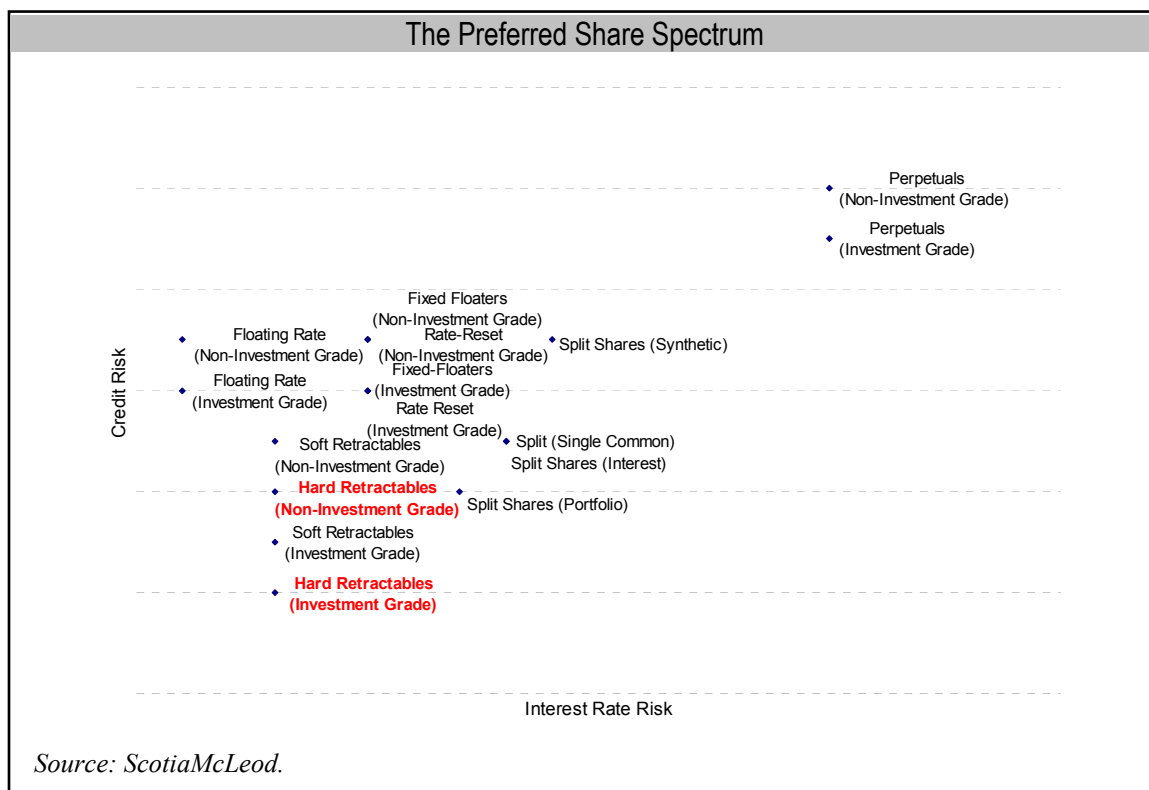 The Preferred Share Spectrum
Perpetuals
(Non-Investment Grade)
Perpetuals
(Investment Grade)
Fixed Floaters
(Non-Investment Grade)
Floating Rate
(Non-Investment Grade)
Rate-Reset
(Non-Investment Grade)
Split Shares (Synthetic)
Floating Rate
(Investment Grade)
Fixed-Floaters
(Investment Grade)
Rate Reset
(Investment Grade)
Credit Risk
Soft Retractables
(Non-Investment Grade)
Split (Single Common)
Split Shares (Interest)
Hard Retractables
(Non-Investment Grade)
Split Shares (Portfolio)
Soft Retractables
(Investment Grade)
Hard Retractables
(Investment Grade)
Interest Rate Risk
Source: ScotiaMcLeod.